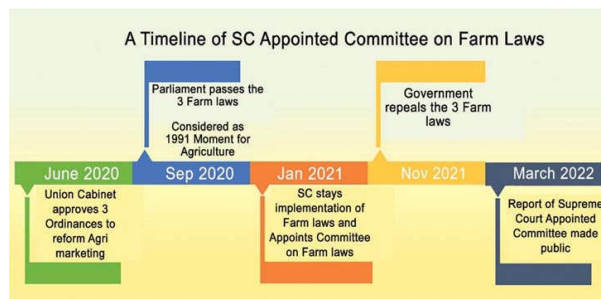 A Timeline of SC Appointed Committee on Farm Laws
Parliament passes the
3 Farm laws
Considered as
1991 Moment for
Agriculture
Government
repeals the 3 Farm
laws
June 2020
Sep 2020
Jan 2021
Nov 2021
March 2022
Union Cabinet
approves 3
Ordinances to
reform Agri
marketing
SC stays
implementation of
Farm laws and
Appoints Committee
on Farm laws
Report of Supreme
Court Appointed
Committee made
public